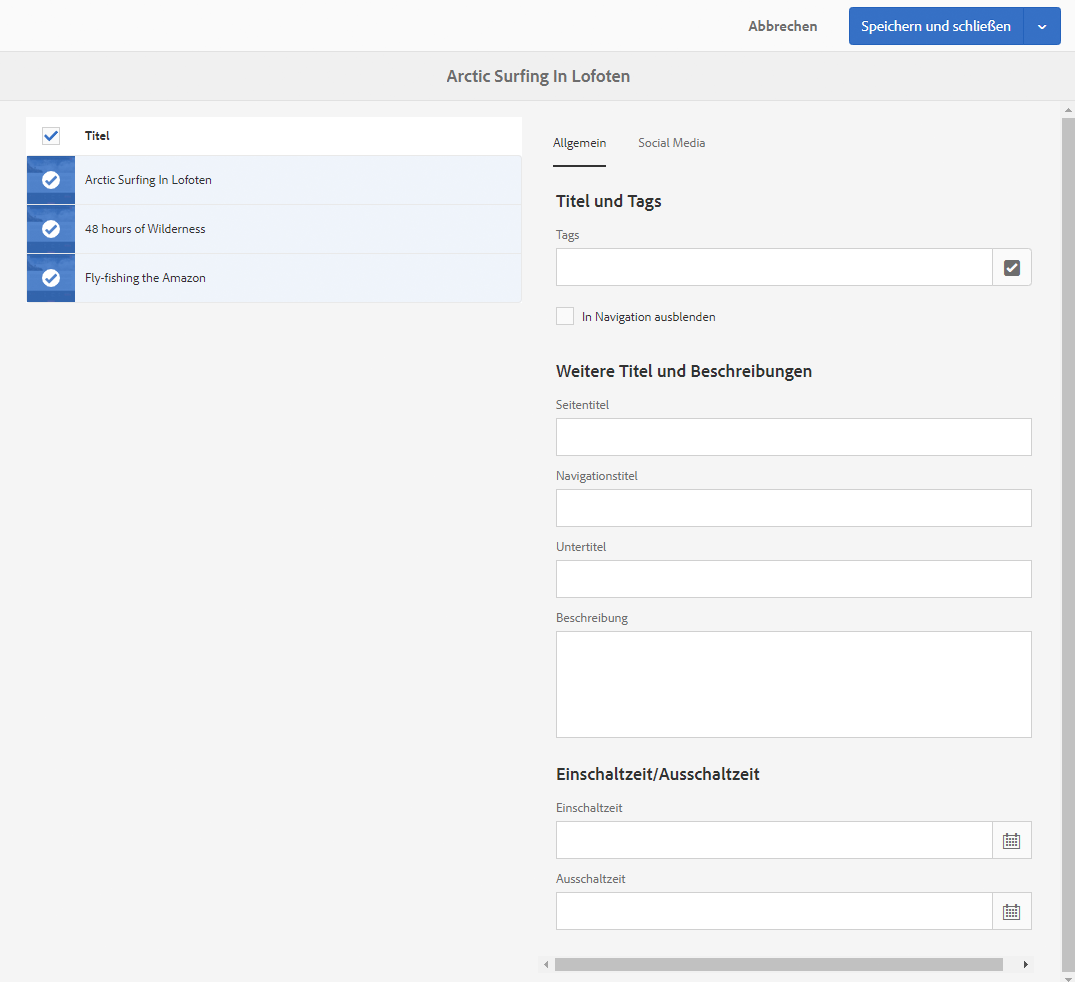 Abbrechen
Speichern und schließen
Arctic Surfing In Lofoten
Titel
Arctic Surfing In Lofoten
48 hours of Wilderness
Fly-fishing the Amazon
Allgemein
Social Media
Titel und Tags
Tags
In Navigation ausblenden
Weitere Titel und Beschreibungen
Seitentitel
Navigationstitel
Untertitel
Beschreibung
Einschaltzeit/Ausschaltzeit
Einschaltzeit
Ausschaltzeit